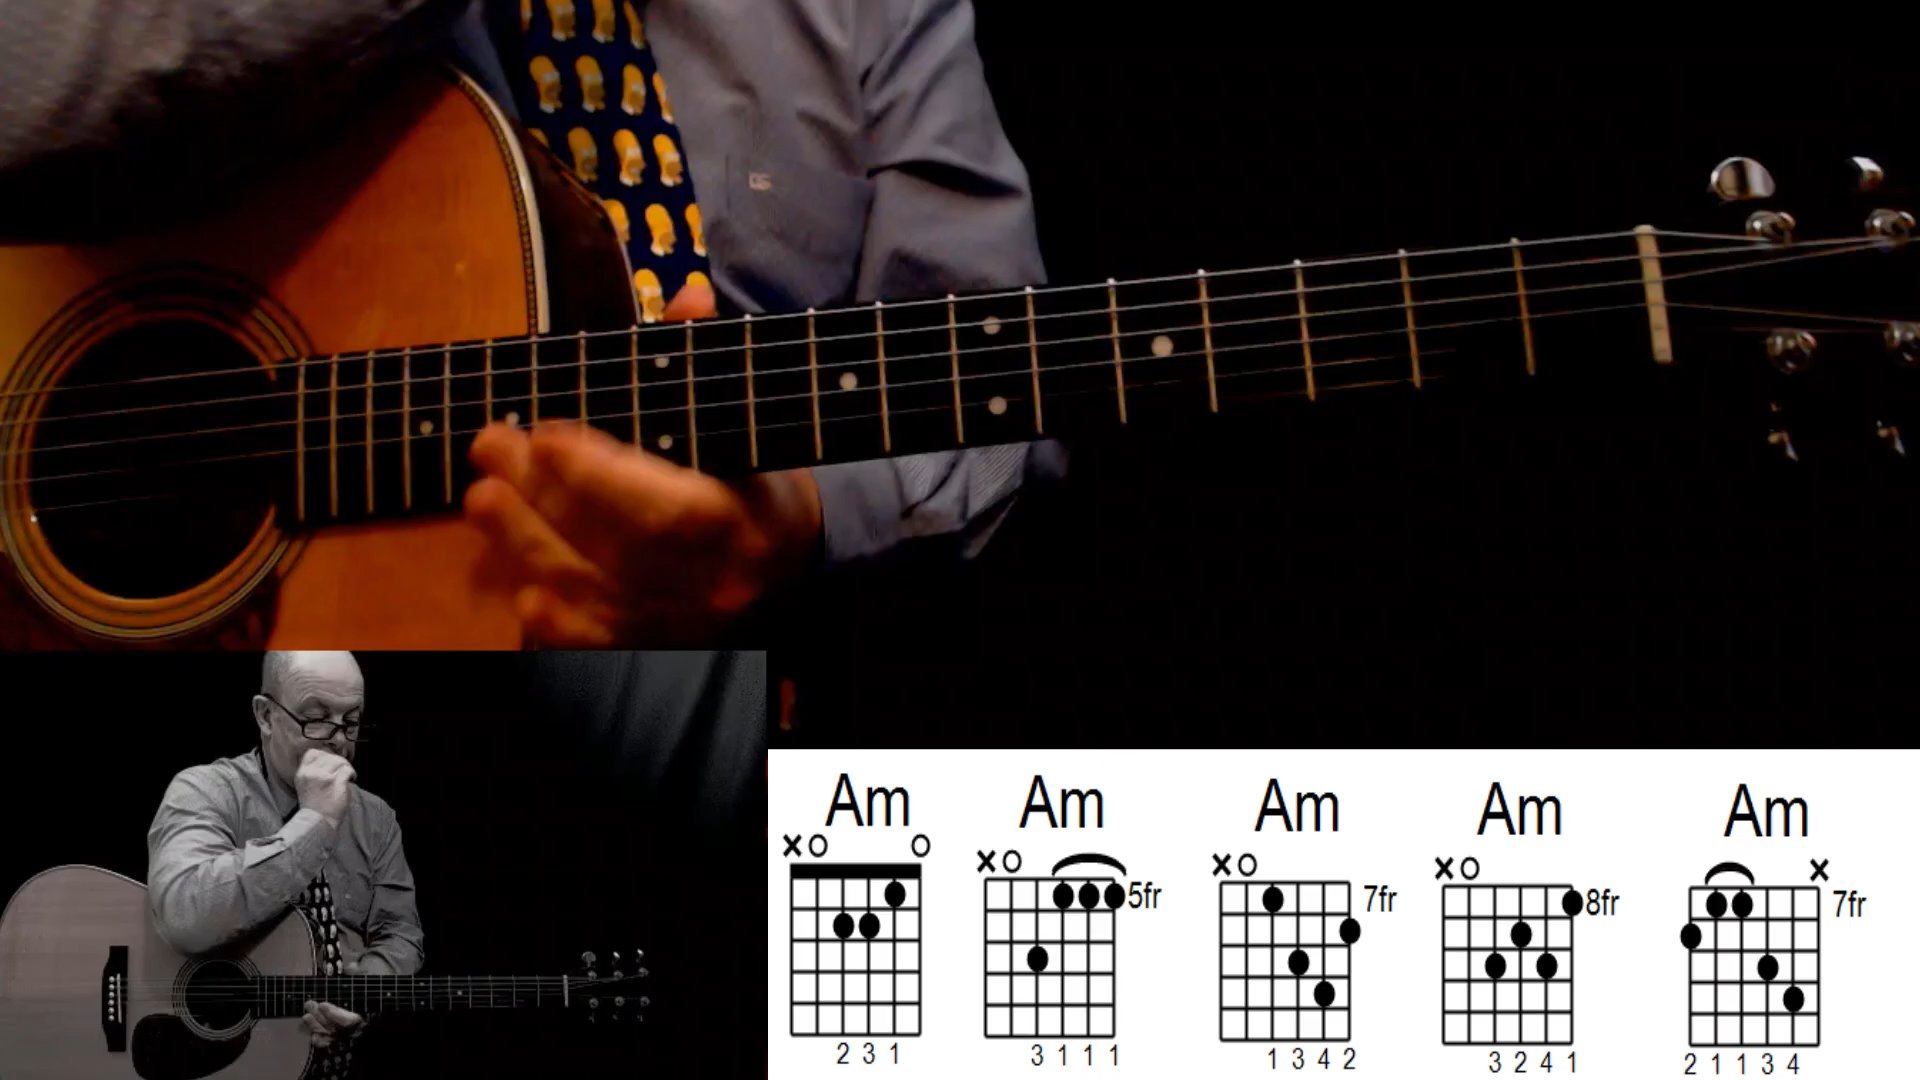 Am
x o o
2 3 1
Am
x o
5fr
3 1 1 1
Am
x o
7fr
1 3 4 2
Am
x o
8fr
3 2 4 1
Am
x
7fr
2 1 1 3 4